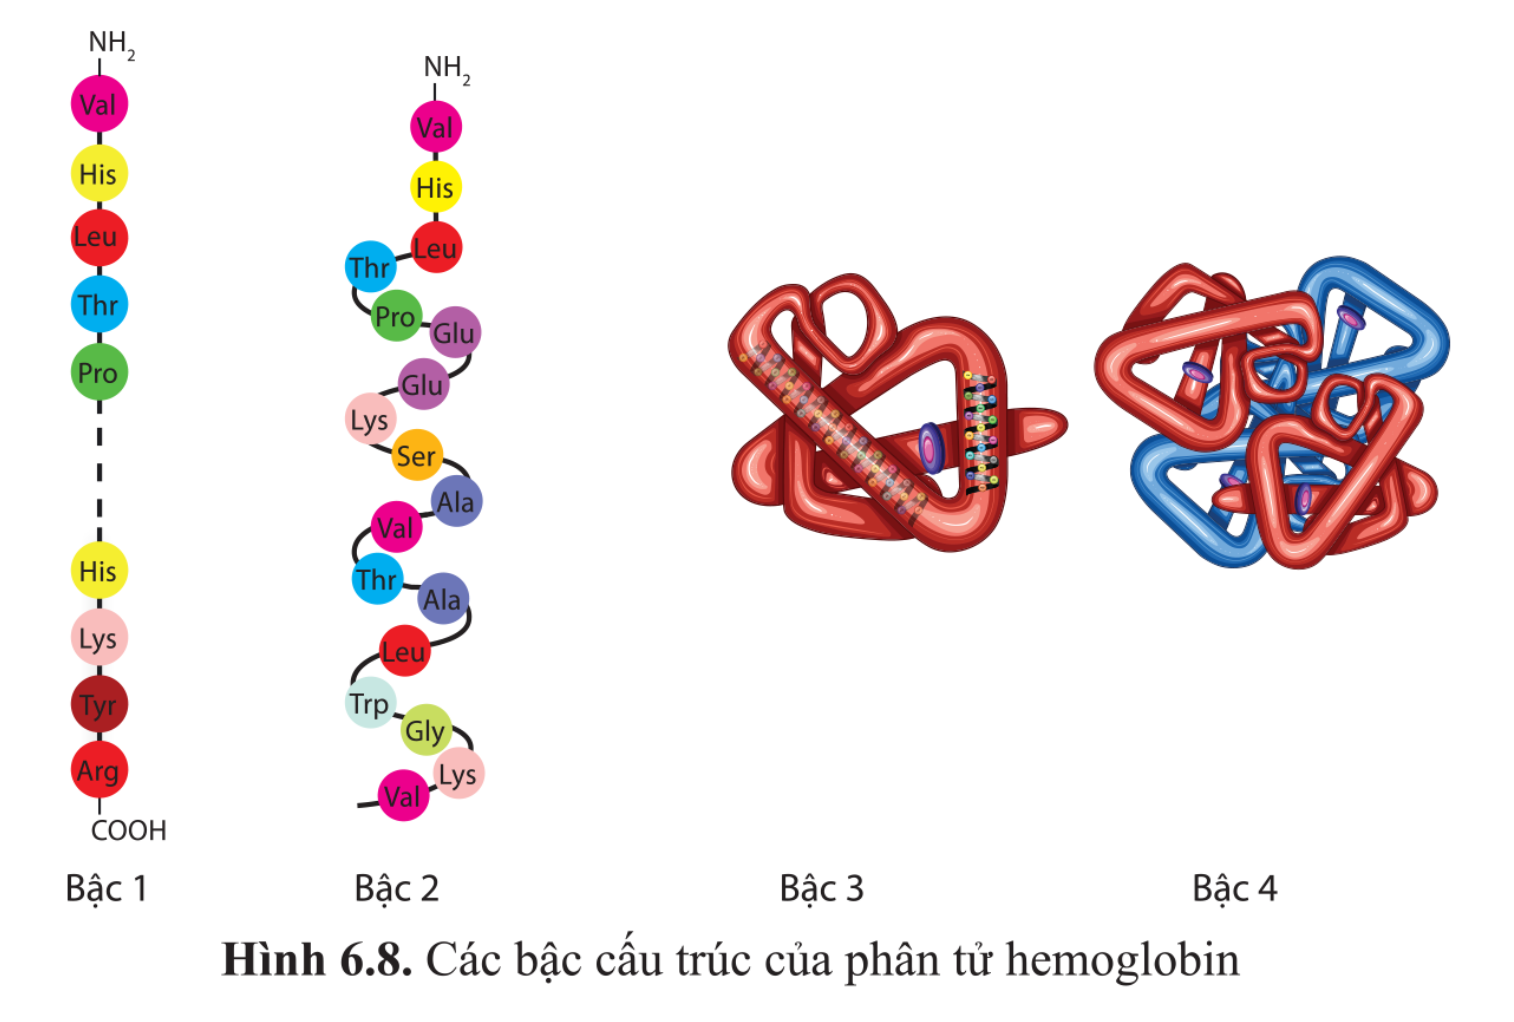 NH2
Val
His
Leu
Thr
Pro
His
Lys
Tyr
Arg
COOH
Bậc 1
NH2
Val
His
Leu
Thr
Pro
Glu
Glu
Lys
Ser
Ala
Val
Thr
Ala
Leu
Trp
Gly
Lys
Val
Bậc 2
Bậc 3
Bậc 4
Hình 6.8. Các bậc cấu trúc của phân tử hemoglobin